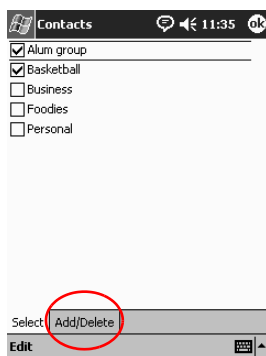 Contacts 11:35 ok
Alum group
Basketball
Business
Foodies
Personal
Select Add/Delete
Edit